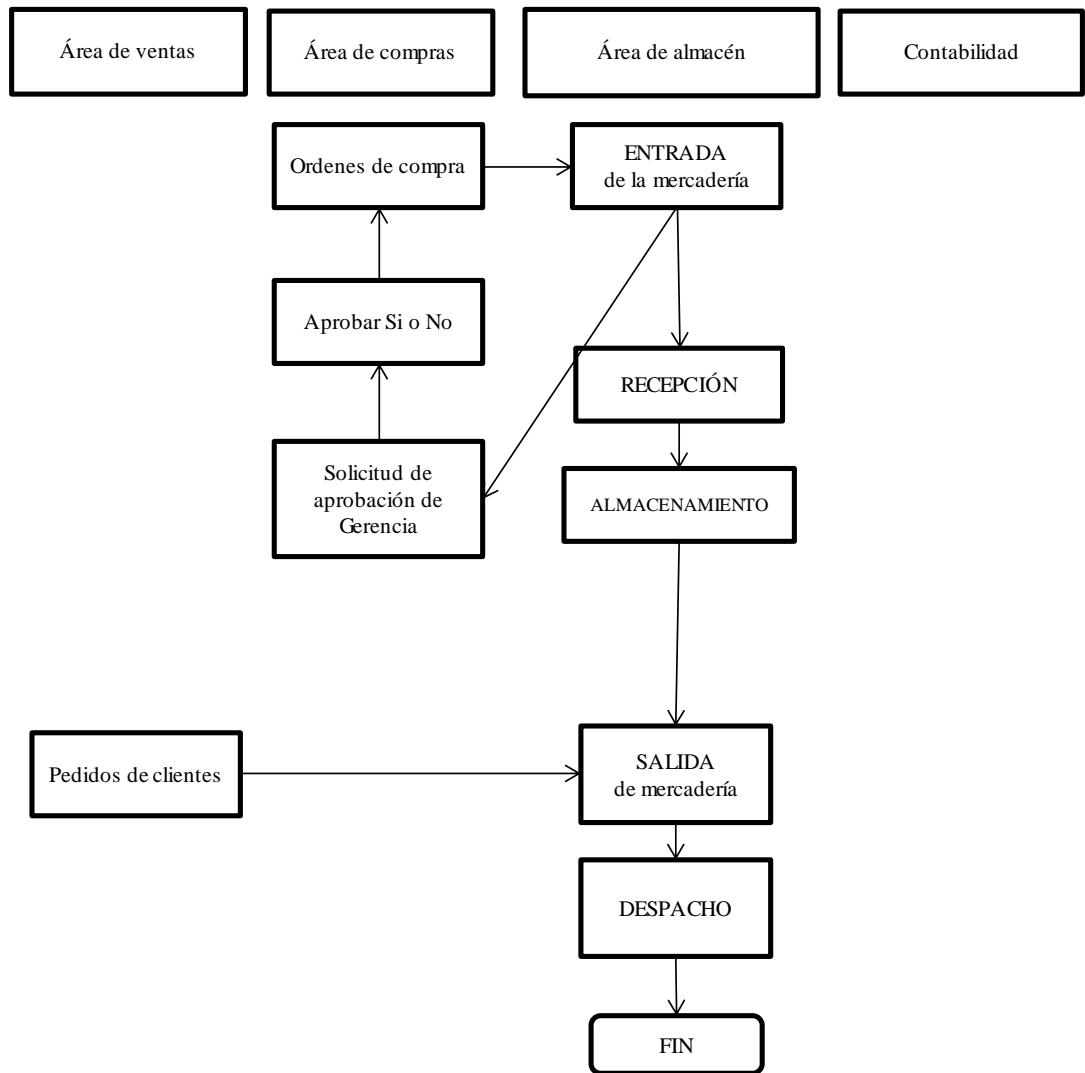 Área de ventas
Área de compras
Área de almacén
Contabilidad
Ordenes de compra
ENTRADA
de la mercadería
Aprobar Si o No
RECEPCIÓN
Solicitud de
aprobación de
Gerencia
ALMACENAMIENTO
Pedidos de clientes
SALIDA
de mercadería
DESPACHO
FIN